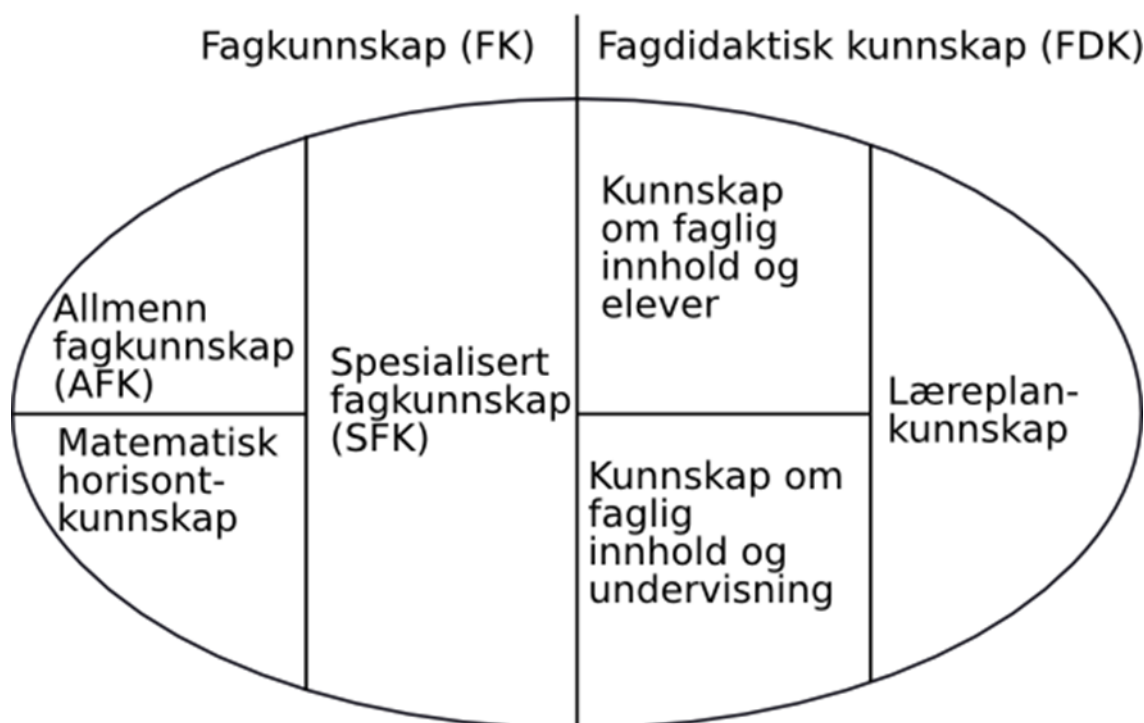 Fagkunnskap (FK)
Fagdidaktisk kunnskap (FDK)
Allmenn
fagkunnskap
(AFK)
Matematisk
horisont-
kunnskap
Spesialisert
fagkunnskap
(SFK)
Kunnskap
om faglig
innhold og
elever
Kunnskap om
faglig
innhold og
undervisning
Læreplan-
kunnskap